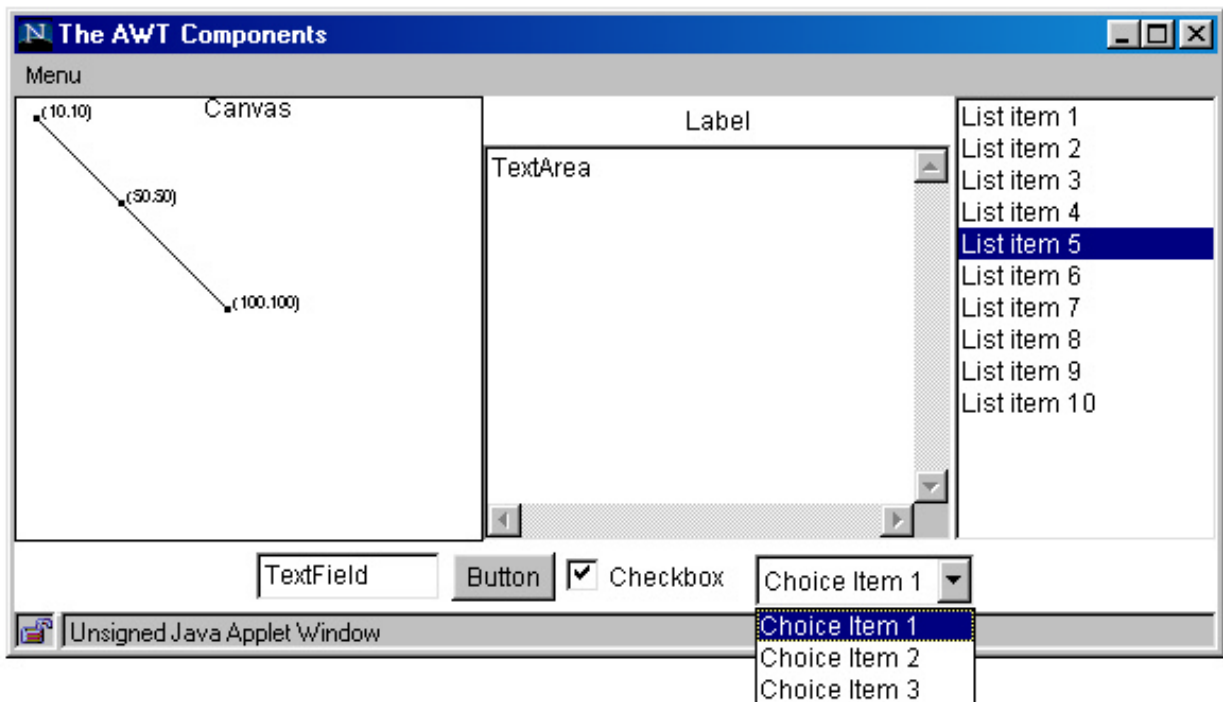 N The AWT Components
Menu
Canvas
(10.10)
(50.50)
(100.100)
Label
TextArea
List item 1
List item 2
List item 3
List item 4
List item 5
List item 6
List item 7
List item 8
List item 9
List item 10
TextField
Button
Checkbox
Choice Item 1
Choice Item 1
Choice Item 2
Choice Item 3
Unsigned Java Applet Window